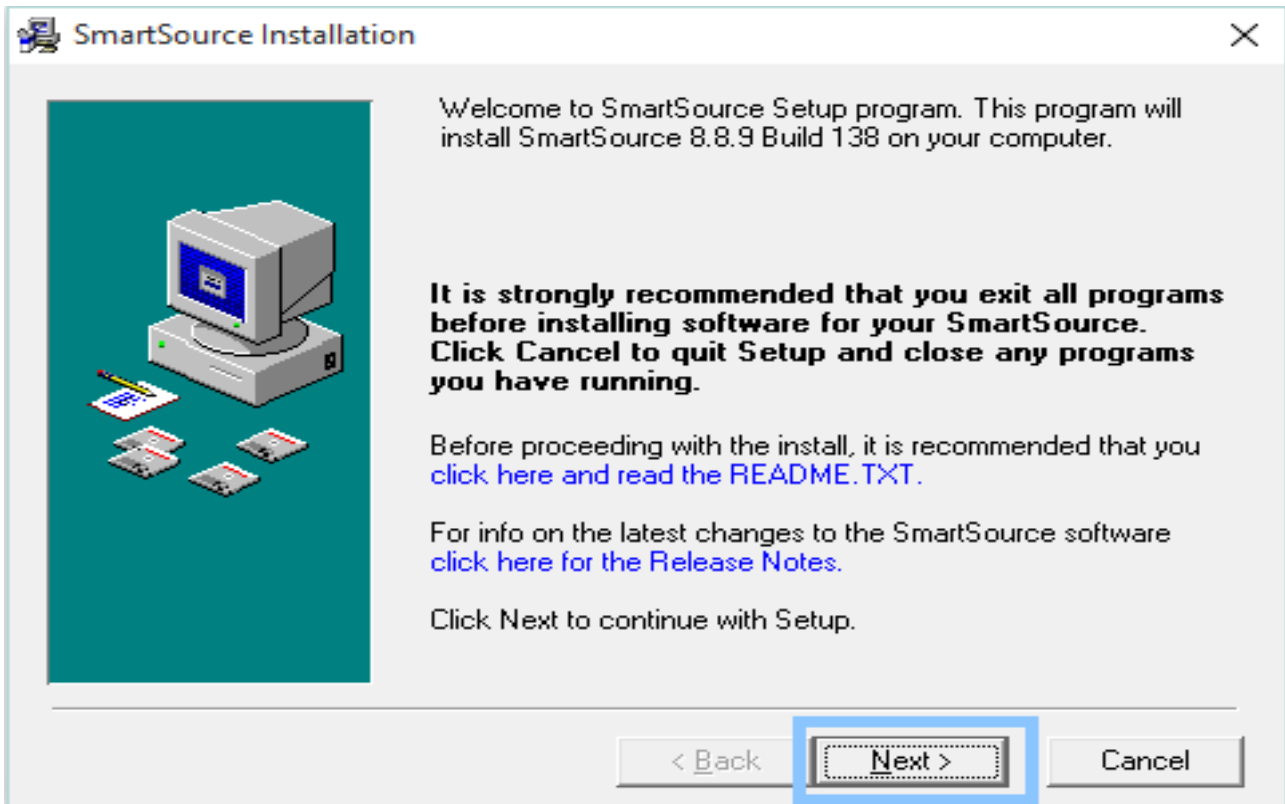 SmartSource Installation
Welcome to SmartSource Setup program. This program will
install SmartSource 8.8.9 Build 138 on your computer.
It is strongly recommended that you exit all programs
before installing software for your SmartSource.
Click Cancel to quit Setup and close any programs
you have running.
Before proceeding with the install, it is recommended that you
click here and read the README.TXT.
For info on the latest changes to the SmartSource software
click here for the Release Notes.
Click Next to continue with Setup.
< Back Next > Cancel